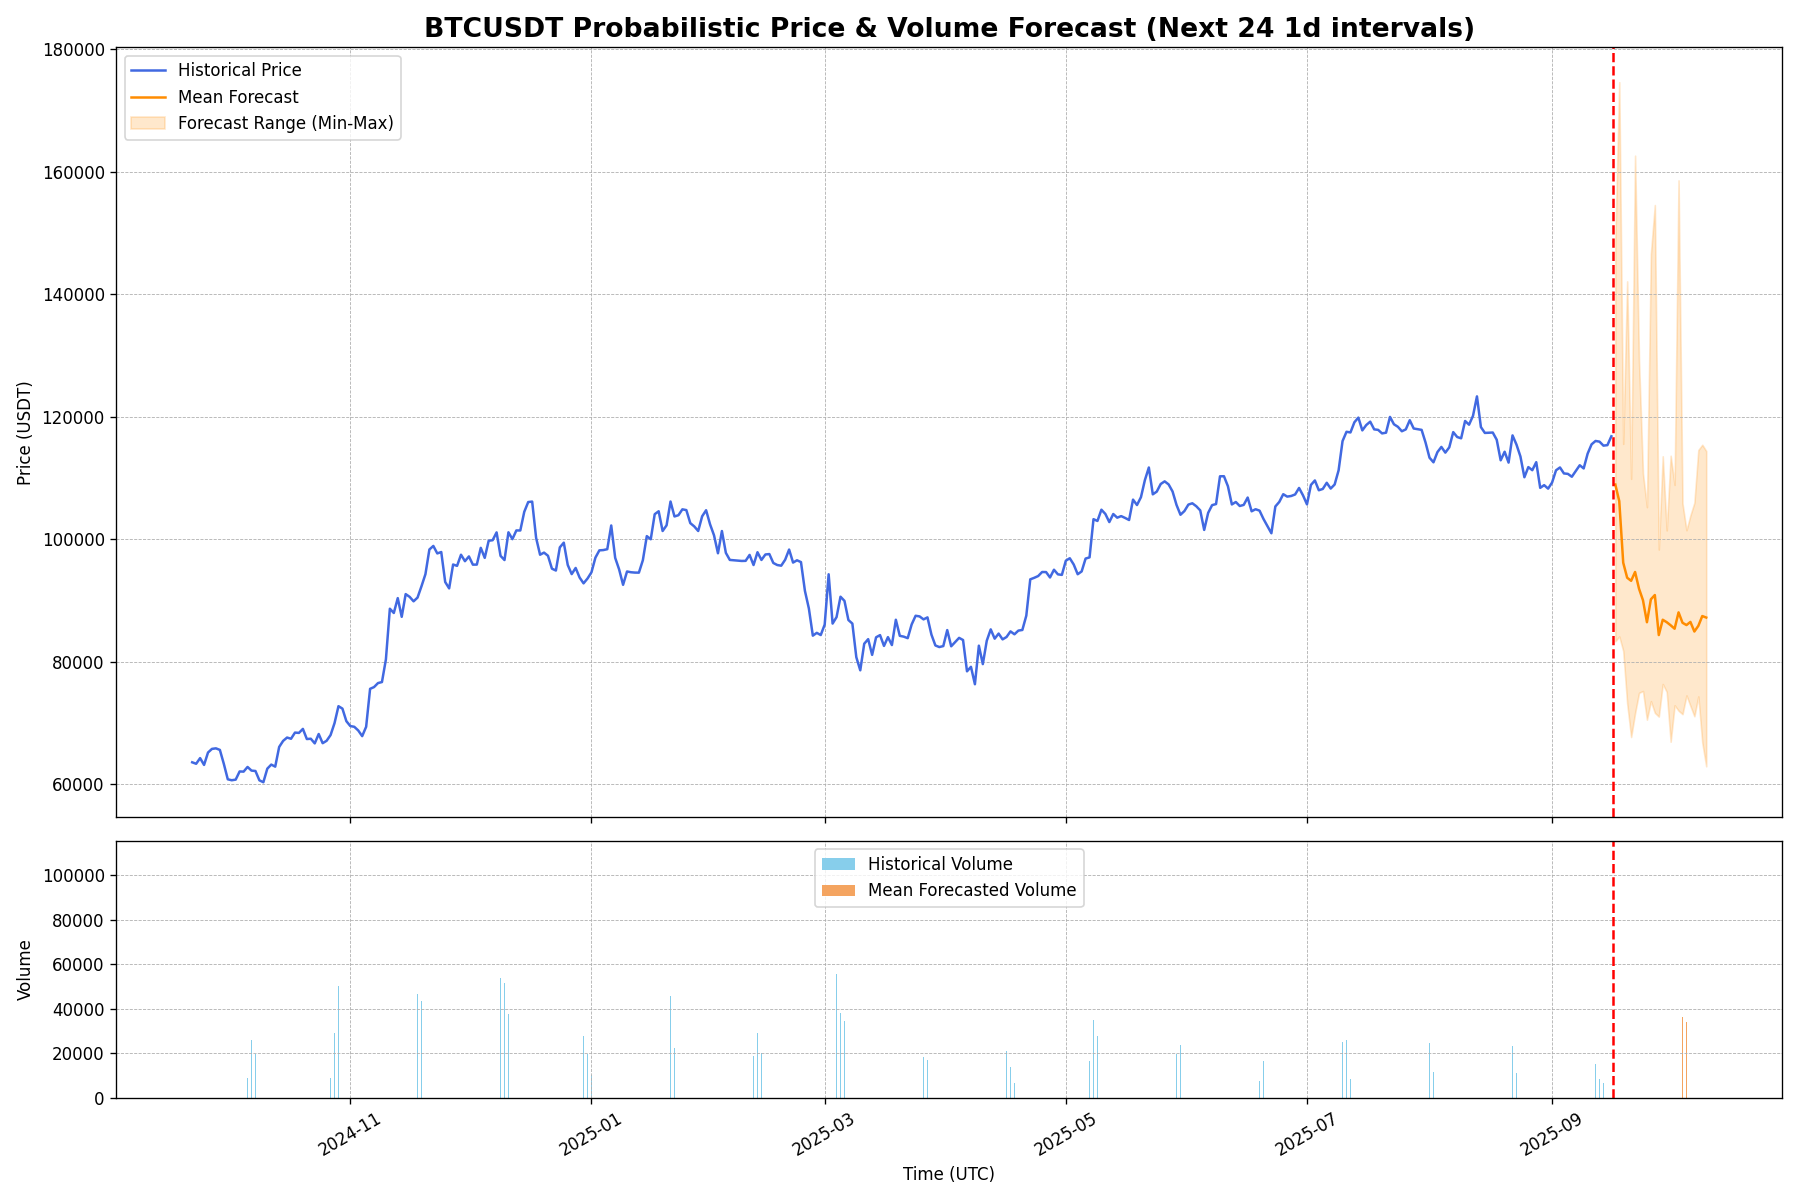 BTCUSDT Probabilistic Price & Volume Forecast (Next 24 1d intervals)
Historical Price
Mean Forecast
Forecast Range (Min-Max)
Price (USDT)
180000
160000
140000
120000
100000
80000
60000
Historical Volume
Mean Forecasted Volume
Volume
100000
80000
60000
40000
20000
0
2024-11
2025-01
2025-03
2025-05
2025-07
2025-09
Time (UTC)